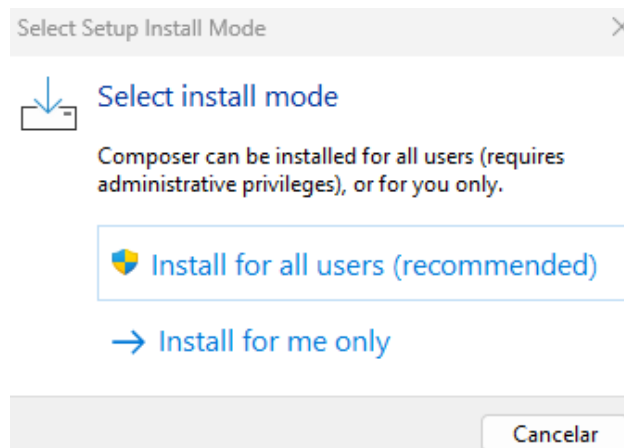 Select Setup Install Mode
Select install mode
Composer can be installed for all users (requires
administrative privileges), or for you only.
Install for all users (recommended)
Install for me only
Cancelar